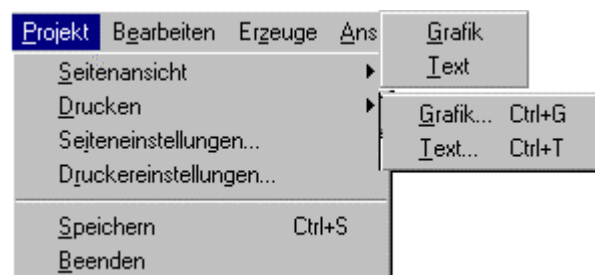 Projekt Bearbeiten Erzeuge Ans
Seitenansicht
Drucken
Seiteneinstellungen...
Druckereinstellungen...
Speichern Ctrl+S
Beenden
Grafik
Text
Grafik... Ctrl+G
Text... Ctrl+T